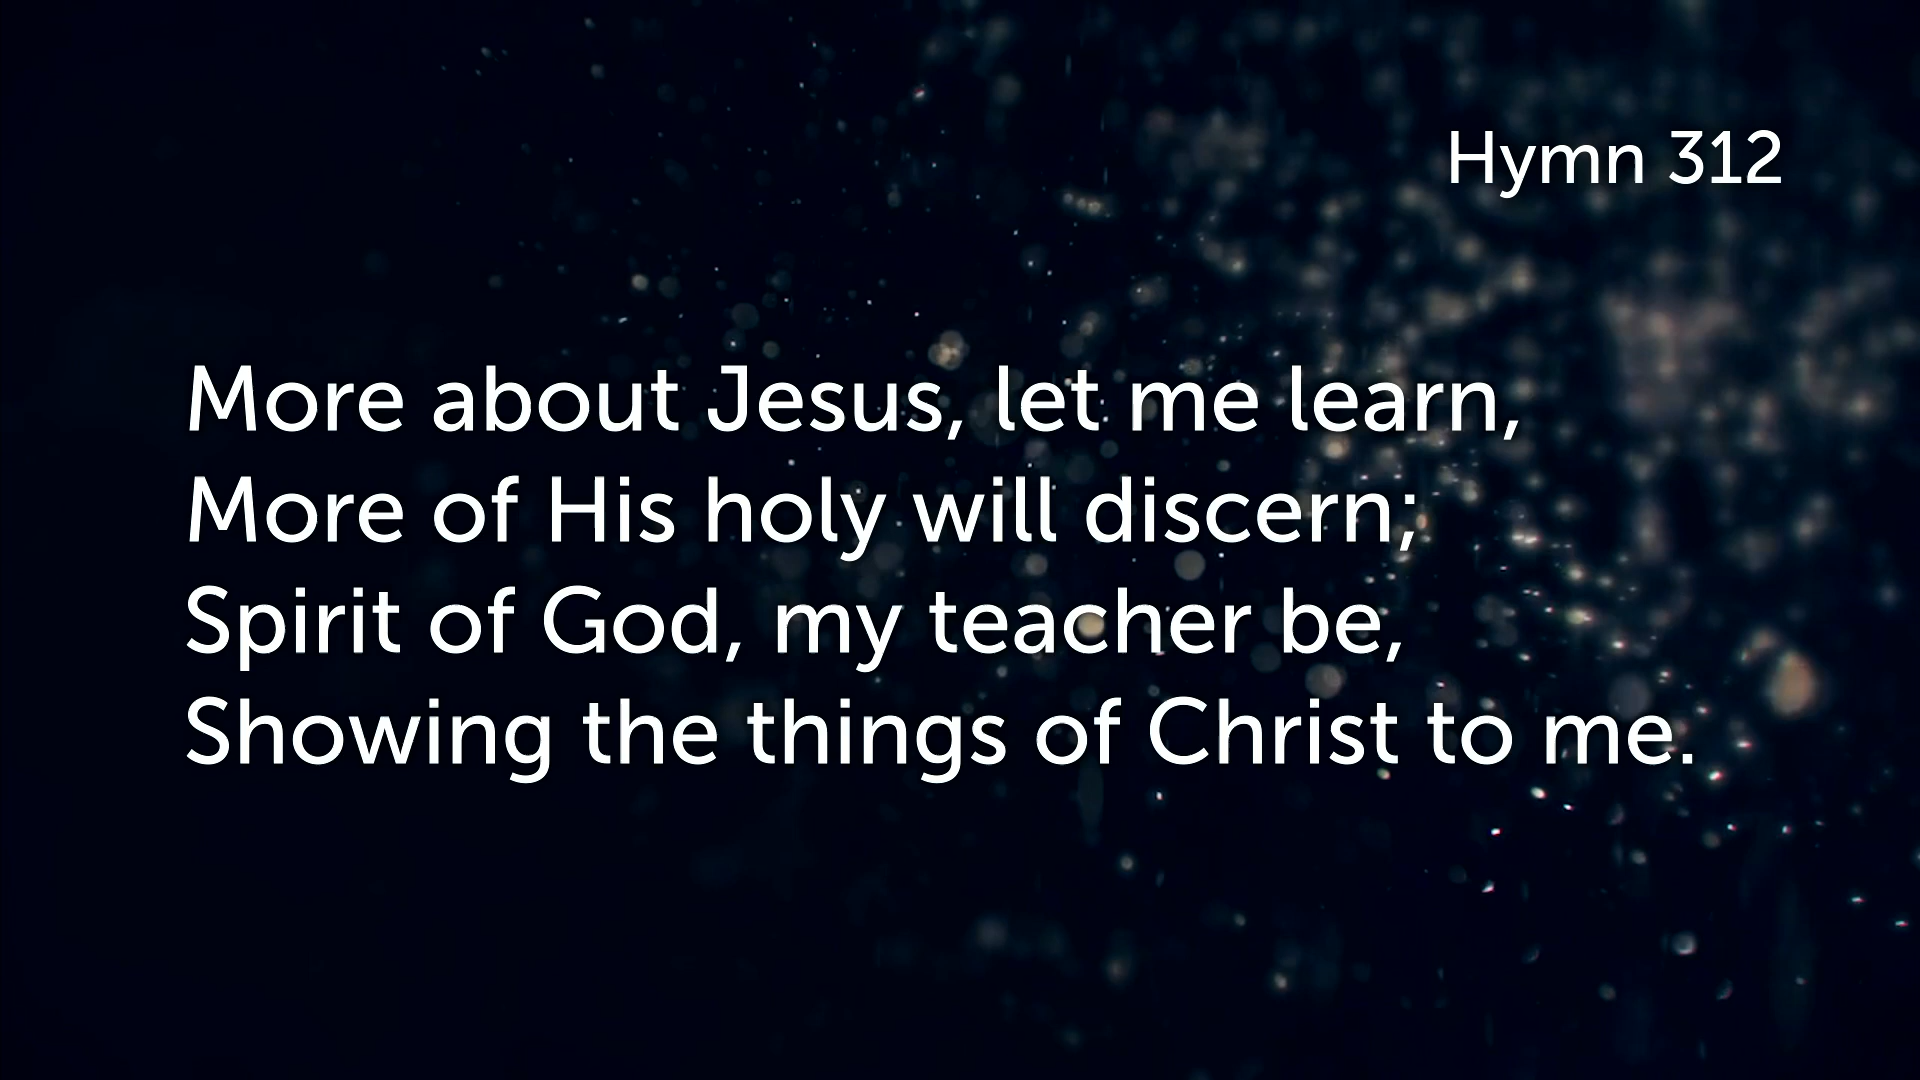 Hymn 312
More about Jesus, let me learn,
More of His holy will discern;
Spirit of God, my teacher be,
Showing the things of Christ to me.